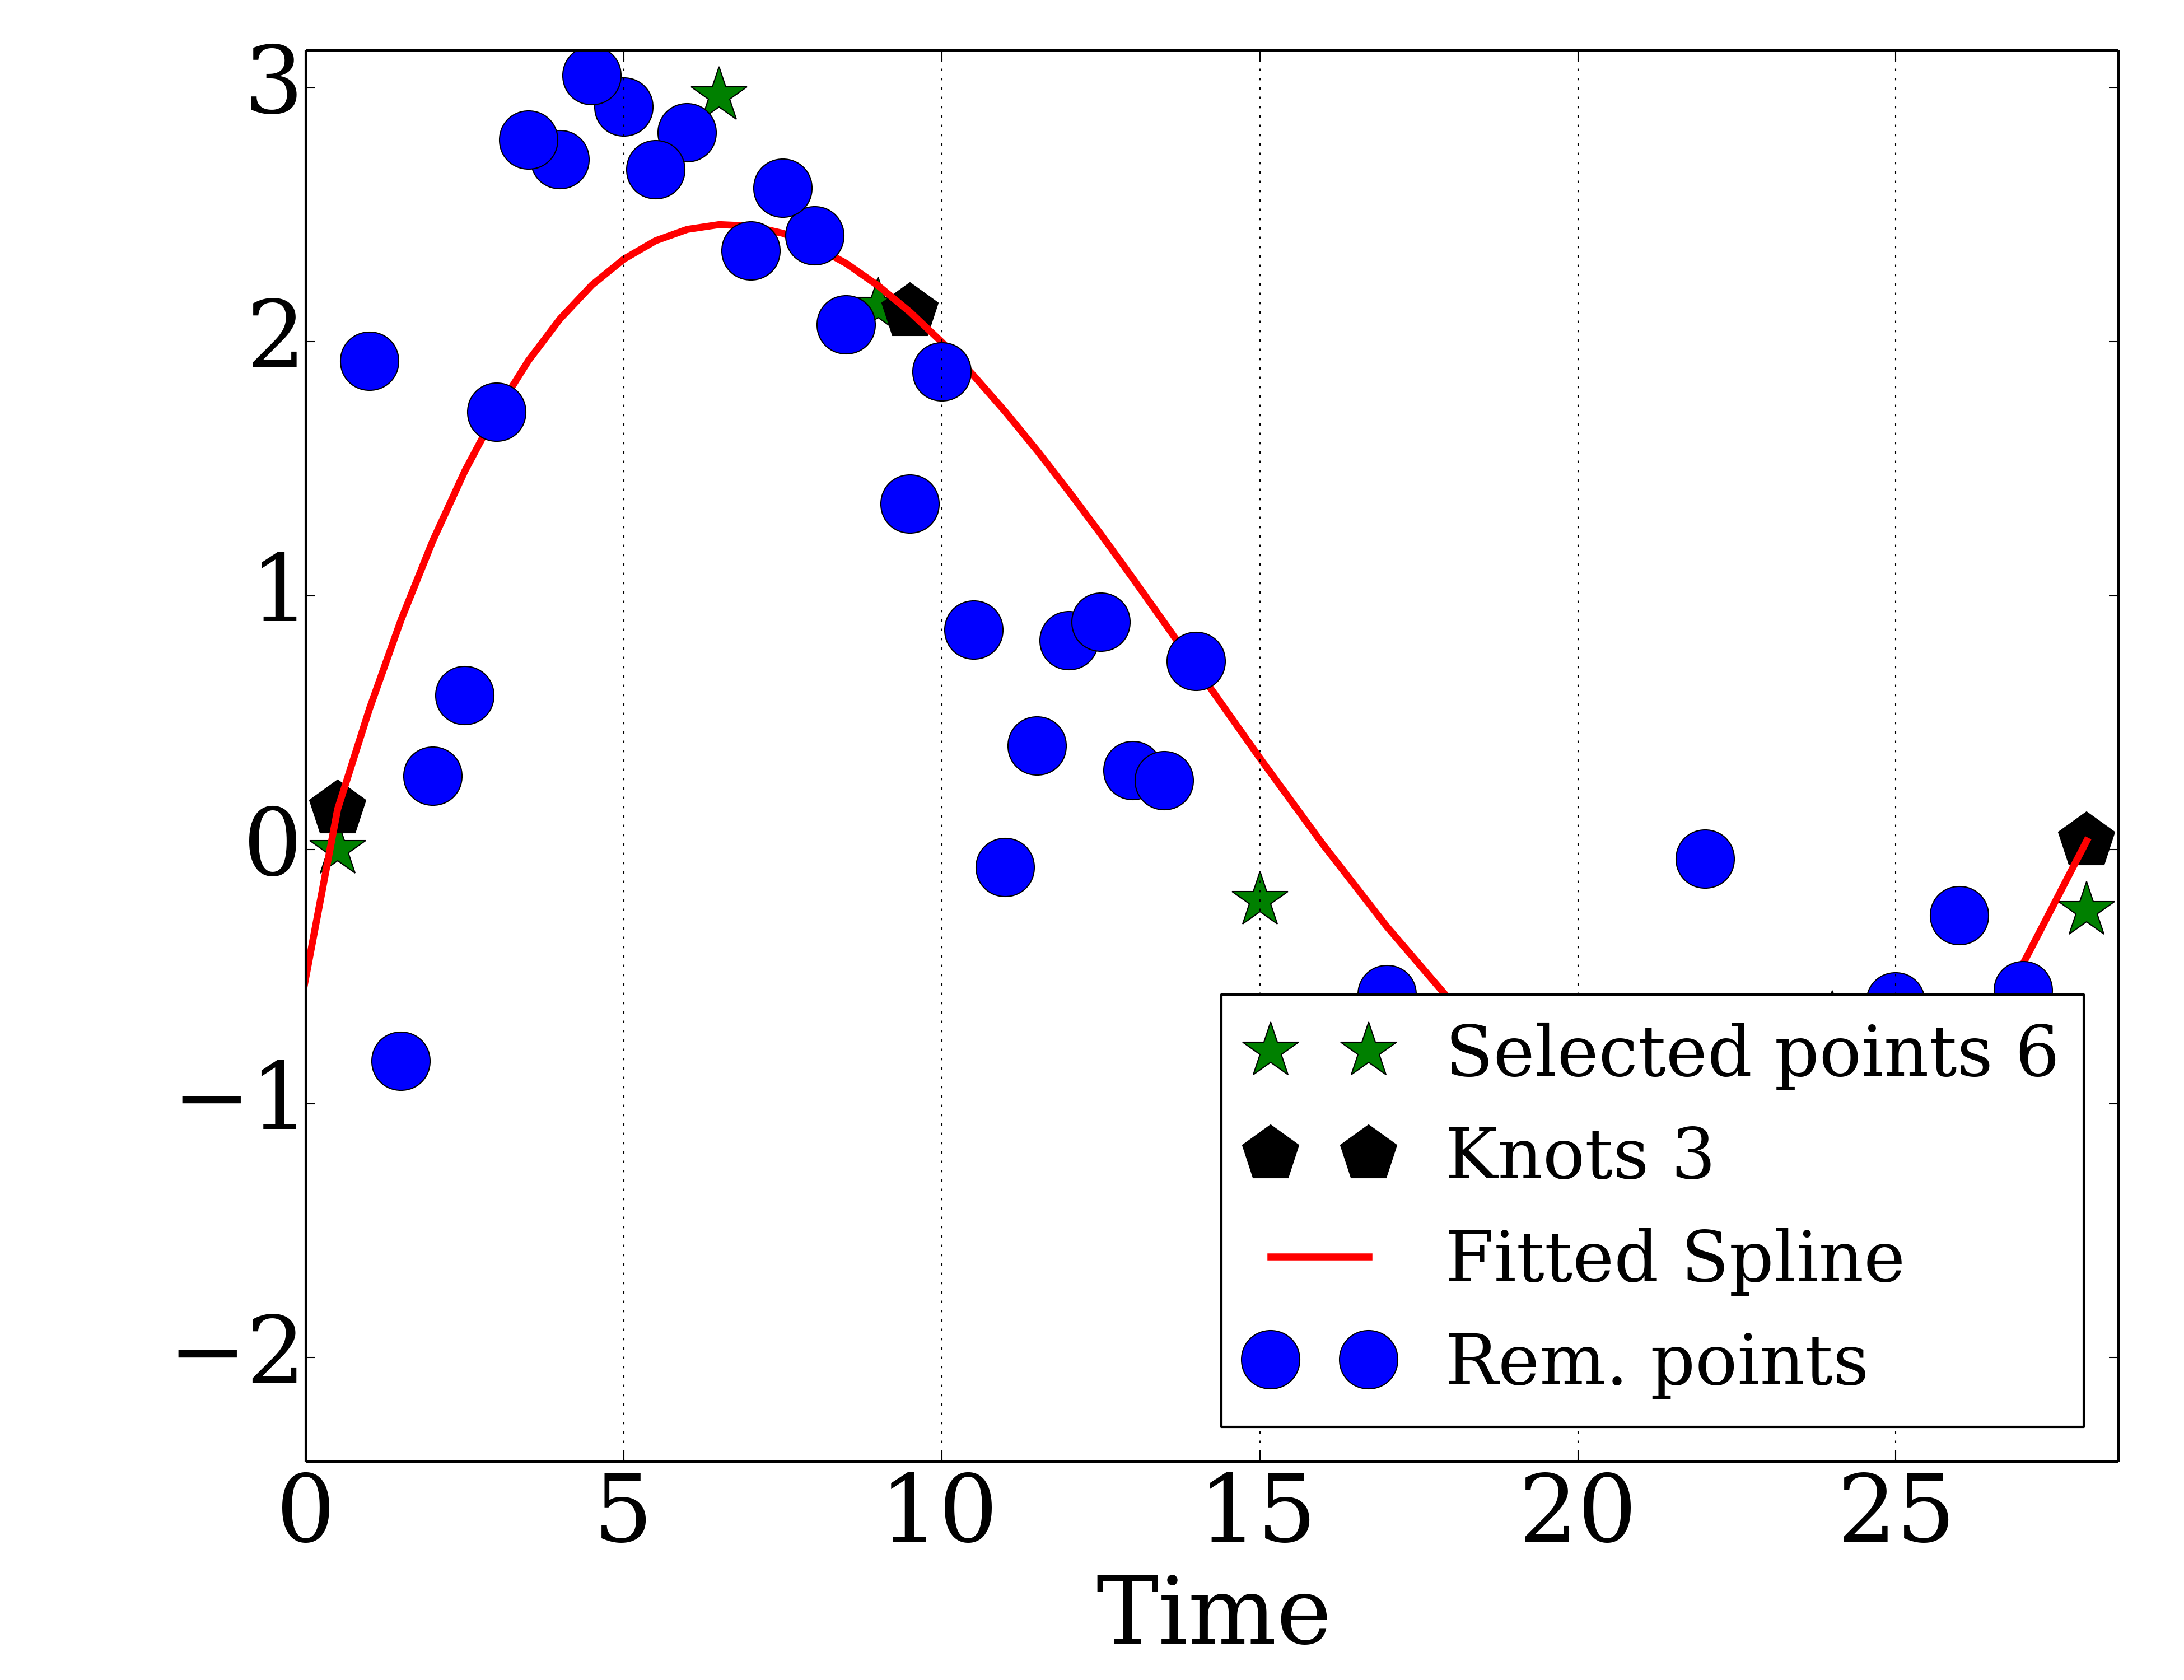 3
2
1
0
−1
−2
Selected points 6
Knots 3
Fitted Spline
Rem. points
0 5 10 15 20 25
Time